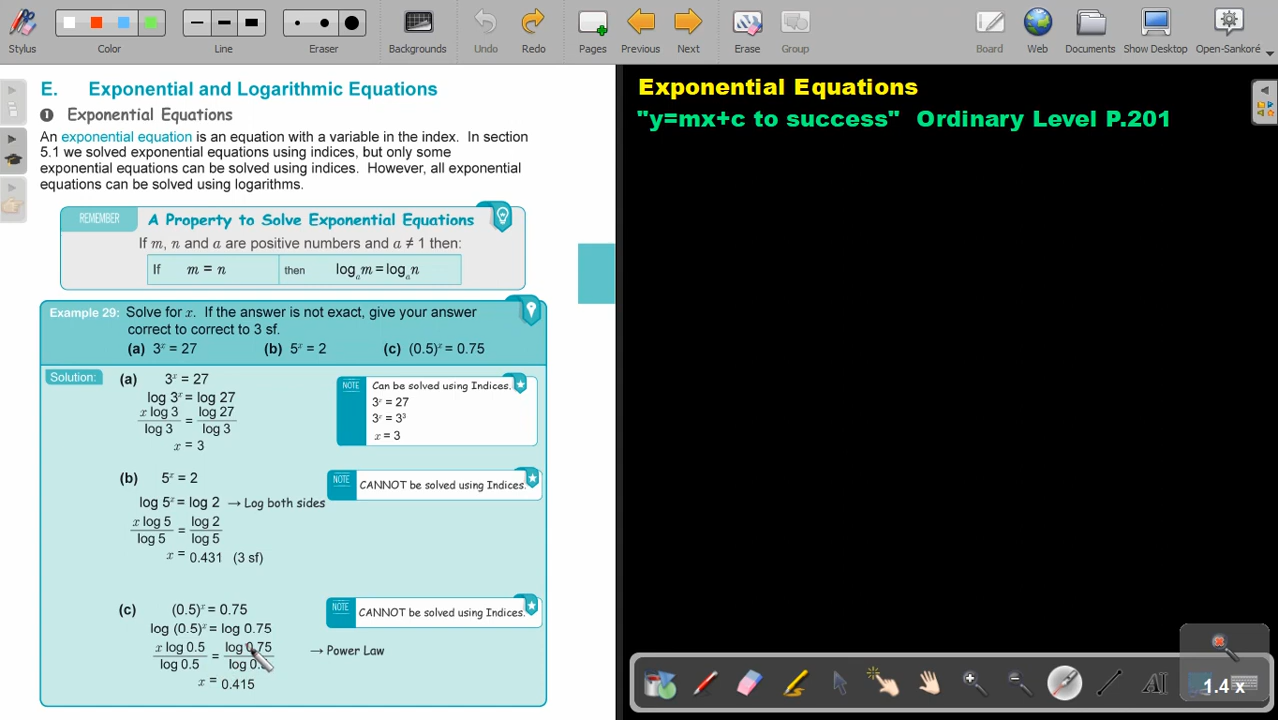 Stylus Color Line Eraser Backgrounds Undo Redo Pages Previous Next Erase Group Board Web Documents Show Desktop Open-Sankoré
E. Exponential and Logarithmic Equations
1 Exponential Equations
An exponential equation is an equation with a variable in the index. In section
5.1 we solved exponential equations using indices, but only some
exponential equations can be solved using indices. However, all exponential
equations can be solved using logarithms.
REMEMBER A Property to Solve Exponential Equations
If m, n and a are positive numbers and a ≠ 1 then:
If m = n then logₐm = logₐn
Example 29: Solve for x. If the answer is not exact, give your answer
correct to correct to 3 sf.
(a) 3ˣ = 27 (b) 5ˣ = 2 (c) (0.5)ˣ = 0.75
Solution:
(a) 3ˣ = 27
log 3ˣ = log 27
x log 3 / log 3 = log 27 / log 3
x = 3
NOTE Can be solved using Indices.
3ˣ = 27
3ˣ = 3³
x = 3
(b) 5ˣ = 2
NOTE CANNOT be solved using Indices.
log 5ˣ = log 2 → Log both sides
x log 5 / log 5 = log 2 / log 5
x = 0.431 (3 sf)
(c) (0.5)ˣ = 0.75
NOTE CANNOT be solved using Indices.
log (0.5)ˣ = log 0.75
x log 0.5 / log 0.5 = log 0.75 / log 0. → Power Law
x = 0.415
Exponential Equations
"y=mx+c to success" Ordinary Level P.201
1.4 x